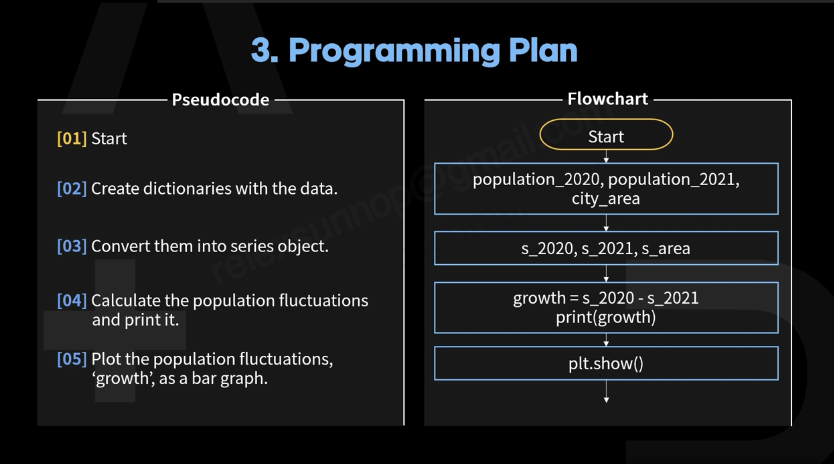 3. Programming Plan
Pseudocode
[01] Start
[02] Create dictionaries with the data.
[03] Convert them into series object.
[04] Calculate the population fluctuations
and print it.
[05] Plot the population fluctuations,
‘growth’, as a bar graph.
Flowchart
Start
population_2020, population_2021,
city_area
s_2020, s_2021, s_area
growth = s_2020 - s_2021
print(growth)
plt.show()